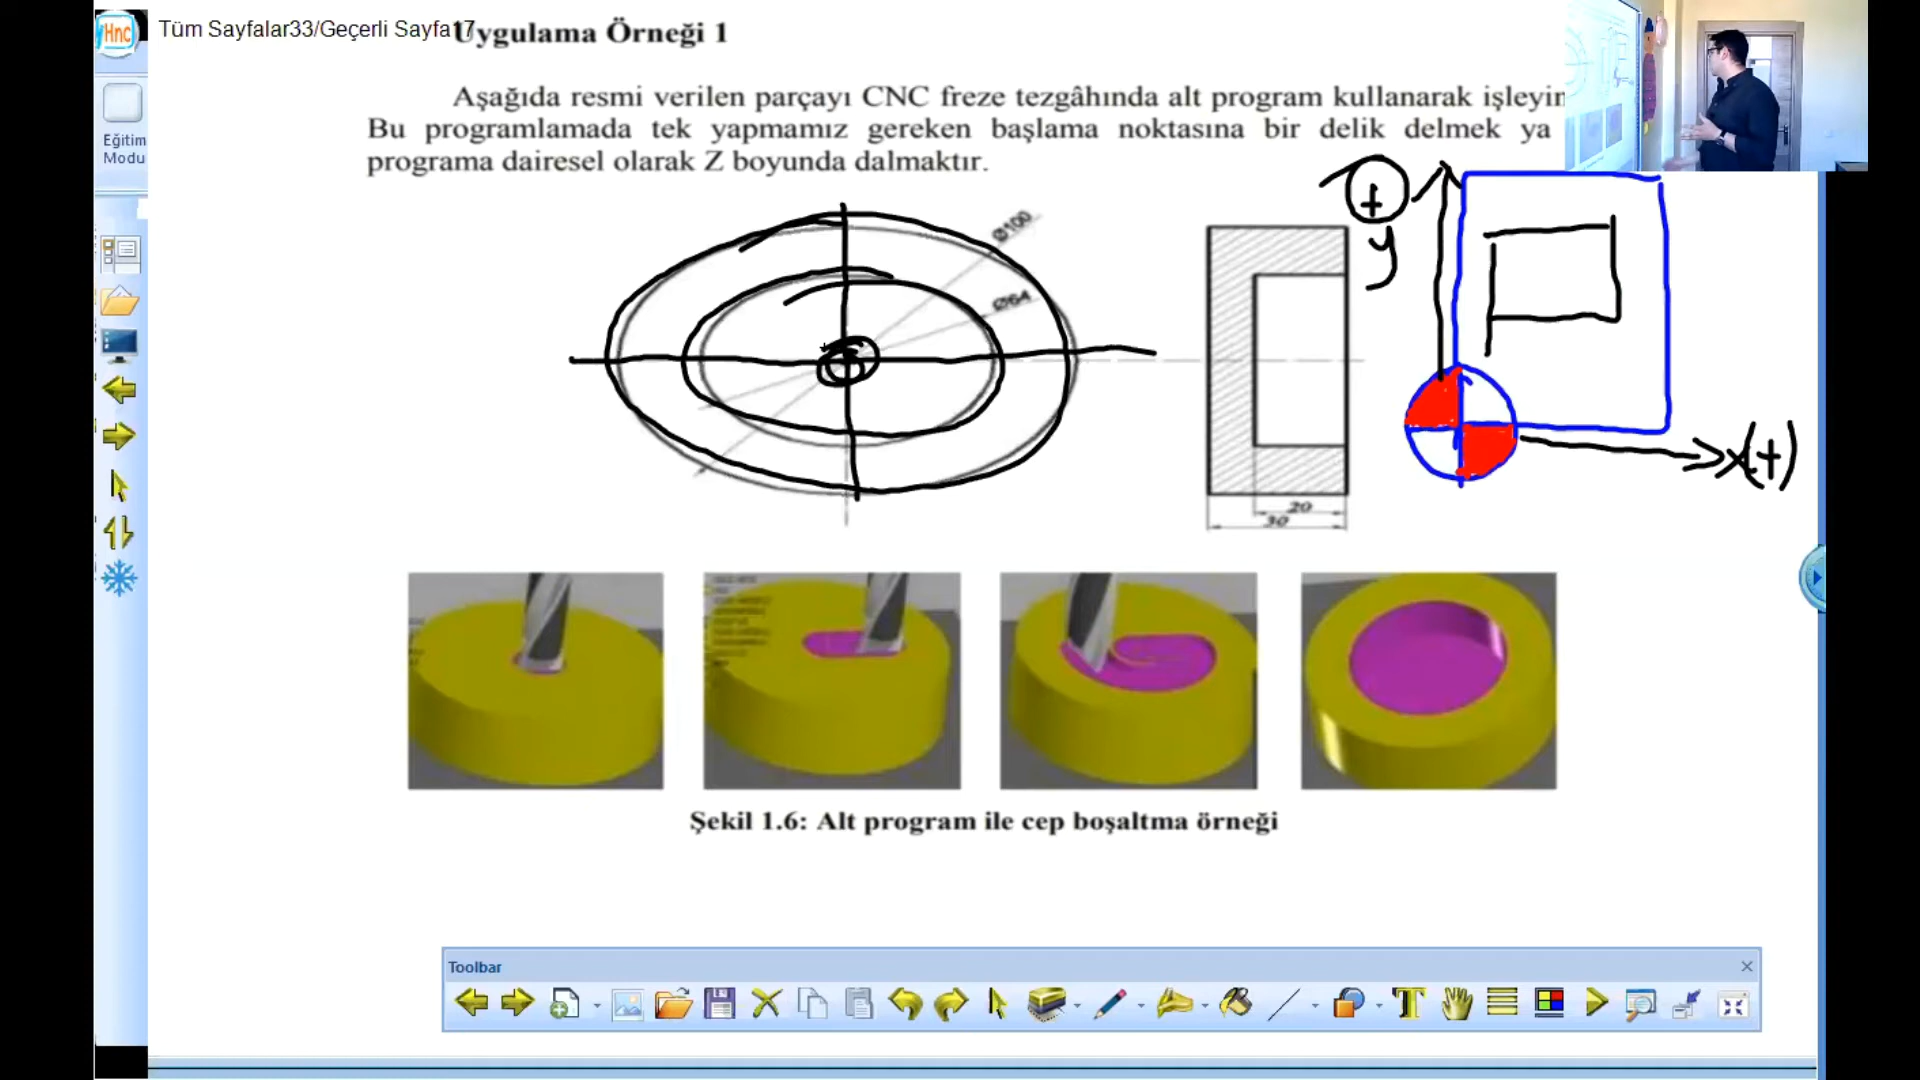 Hnc
Tüm Sayfalar33/Geçerli Sayfa17
Uygulama Örneği 1
Eğitim
Modu
Aşağıda resmi verilen parçayı CNC freze tezgâhında alt program kullanarak işleyin
Bu programlamada tek yapmamız gereken başlama noktasına bir delik delmek ya
programa dairesel olarak Z boyunda dalmaktır.
Ø100
Ø64
+
y
x(+)
20
30
Şekil 1.6: Alt program ile cep boşaltma örneği
Toolbar